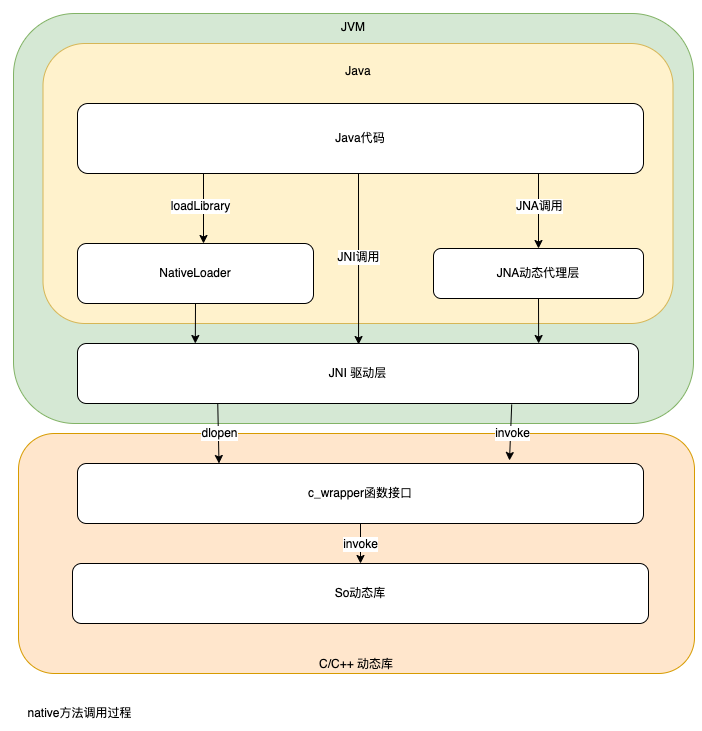 JVM
Java
Java代码
loadLibrary
JNA调用
JNI调用
NativeLoader
JNA动态代理层
JNI 驱动层
dlopen
invoke
c_wrapper函数接口
invoke
So动态库
C/C++ 动态库
native方法调用过程